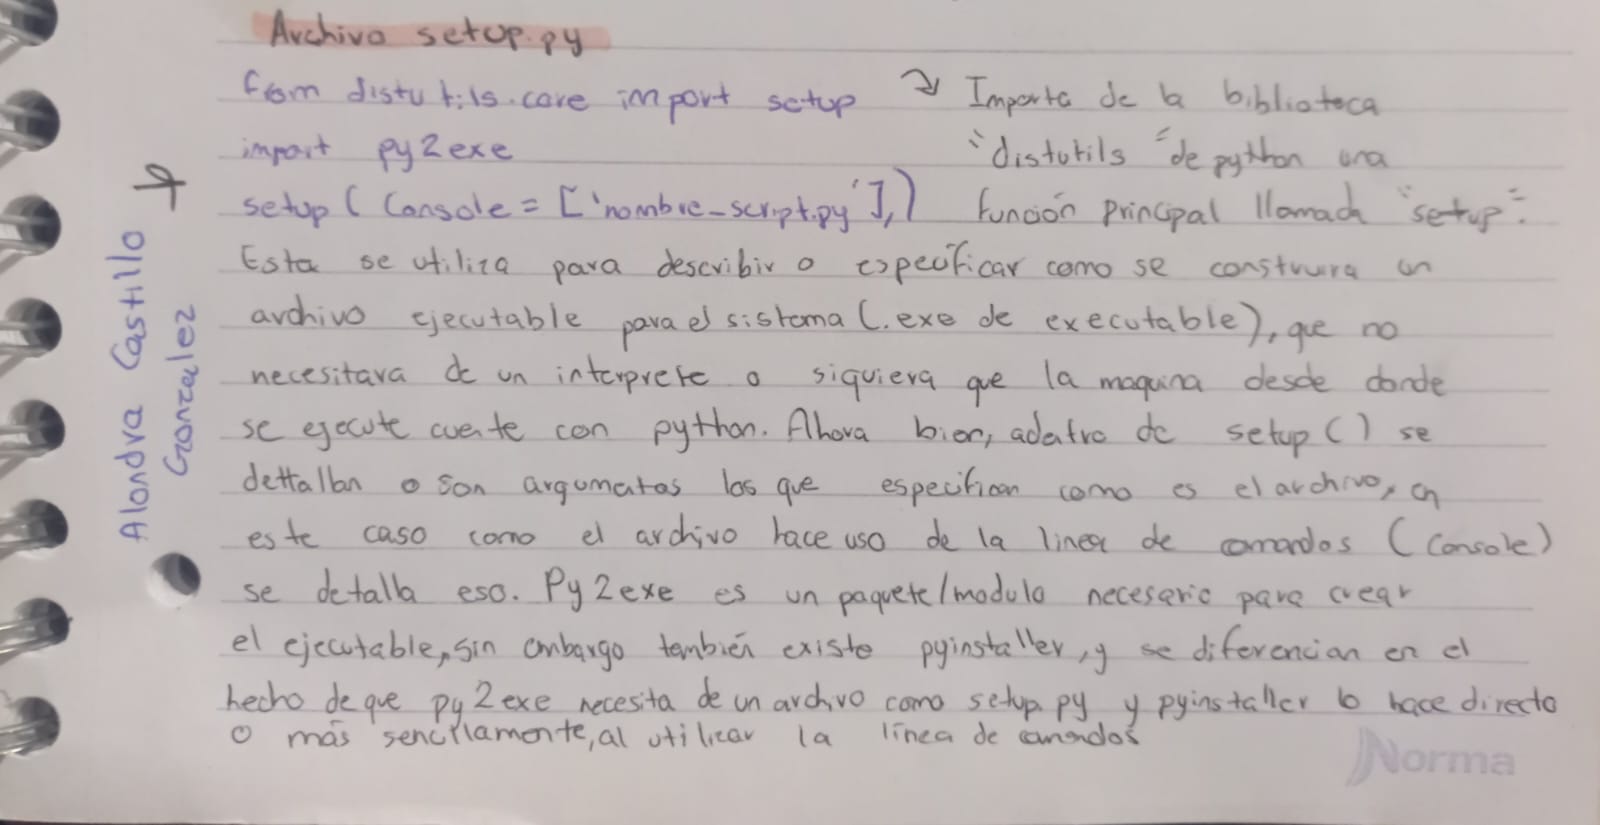 Archivo setup.py
from distutils.core import setup
import py2exe
setup (Console = ['nombre_script.py'],)
↴ Importa de la biblioteca
"distutils" de python una
función principal llamada "setup".
Esta se utiliza para describir o especificar como se construira un
archivo ejecutable para el sistema (.exe de executable), que no
necesitara de un interprete o siquiera que la maquina desde donde
se ejecute cuente con python. Ahora bien, adentro de setup () se
dettallan o son argumentos los que especifican como es el archivo, en
este caso como el archivo hace uso de la linea de comandos (Console)
se detalla eso. Py2exe es un paquete/modulo necesario para crear
el ejecutable, sin embargo también existe pyinstaller, y se diferencian en el
hecho de que py2exe necesita de un archivo como setup.py y pyinstaller lo hace directo
o más sencillamente, al utilizar la línea de comandos
Alondra Castillo
Gonzalez
Norma